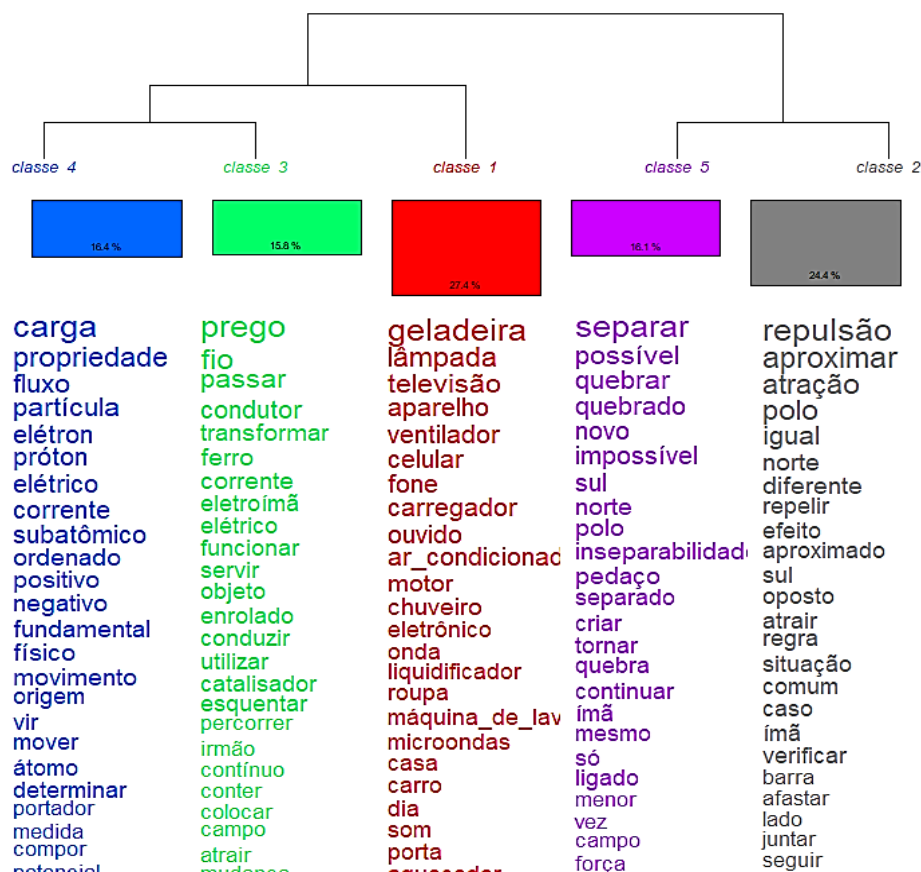 classe 4
classe 3
classe 1
classe 5
classe 2
16.4 %
15.8 %
27.4 %
16.1 %
24.4 %
carga
propriedade
fluxo
partícula
elétron
próton
elétrico
corrente
subatômico
ordenado
positivo
negativo
fundamental
físico
movimento
origem
vir
mover
átomo
determinar
portador
medida
compor
potencial
prego
fio
passar
condutor
transformar
ferro
corrente
eletroímã
elétrico
funcionar
servir
objeto
enrolado
conduzir
utilizar
catalisador
esquentar
percorrer
irmão
contínuo
conter
colocar
campo
atrair
mudança
geladeira
lâmpada
televisão
aparelho
ventilador
celular
fone
carregador
ouvido
ar_condicionad
motor
chuveiro
eletrônico
onda
liquidificador
roupa
máquina_de_lav
microondas
casa
carro
dia
som
porta
aquecedor
separar
possível
quebrar
quebrado
novo
impossível
sul
norte
polo
inseparabilidad
pedaço
separado
criar
tornar
quebra
continuar
ímã
mesmo
só
ligado
menor
vez
campo
força
repulsão
aproximar
atração
polo
igual
norte
diferente
repelir
efeito
aproximado
sul
oposto
atrair
regra
situação
comum
caso
ímã
verificar
barra
afastar
lado
juntar
seguir